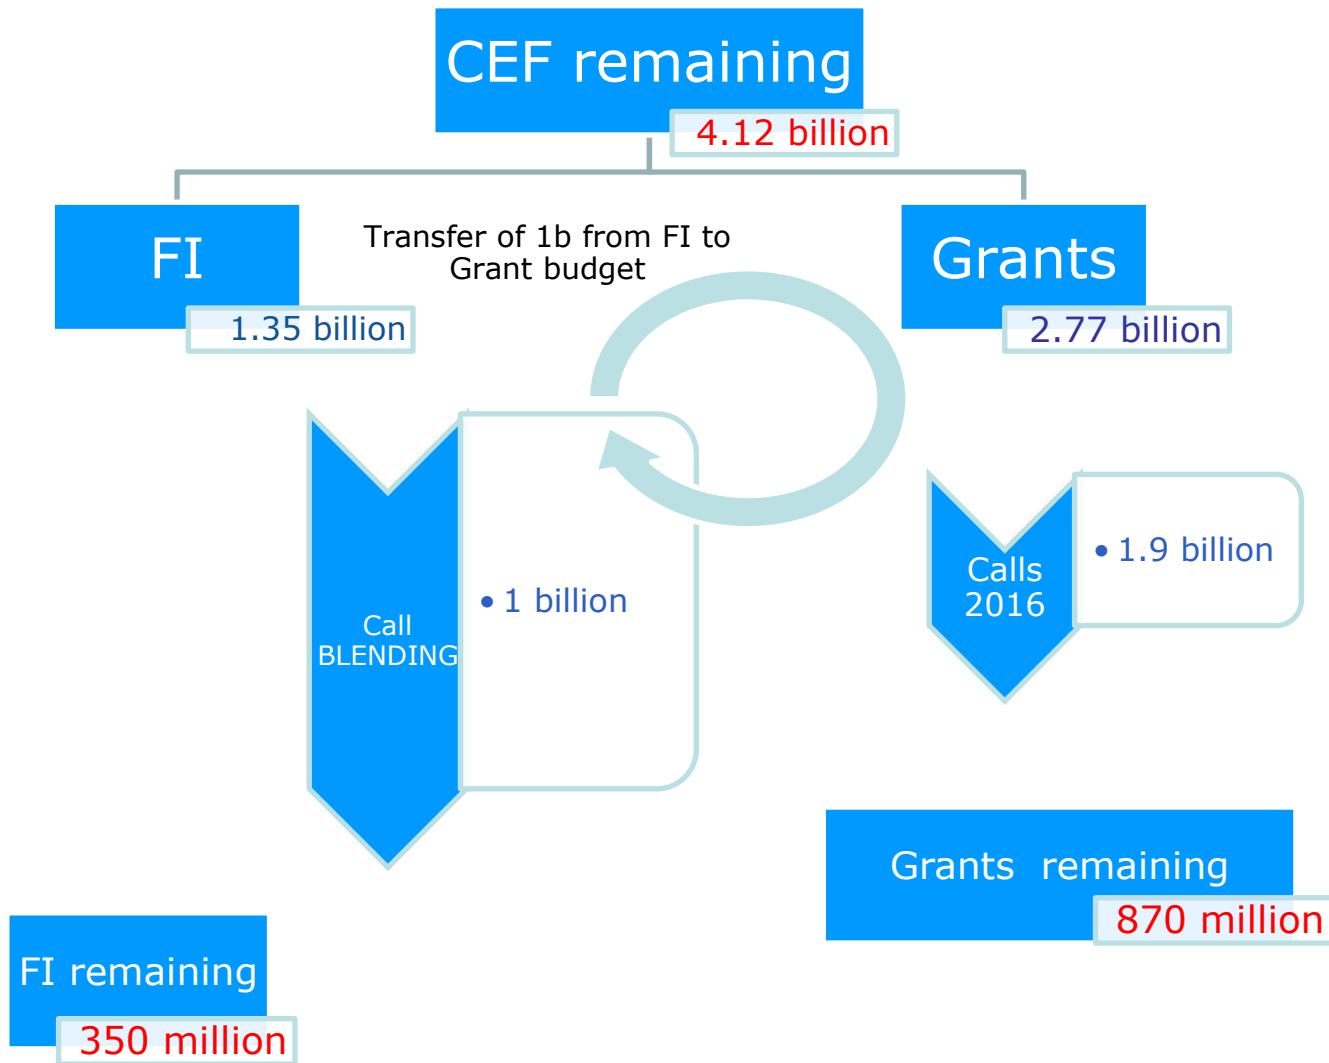 CEF remaining
4.12 billion
FI
1.35 billion
Transfer of 1b from FI to
Grant budget
Grants
2.77 billion
Call
BLENDING
• 1 billion
Calls
2016
• 1.9 billion
Grants remaining
870 million
FI remaining
350 million